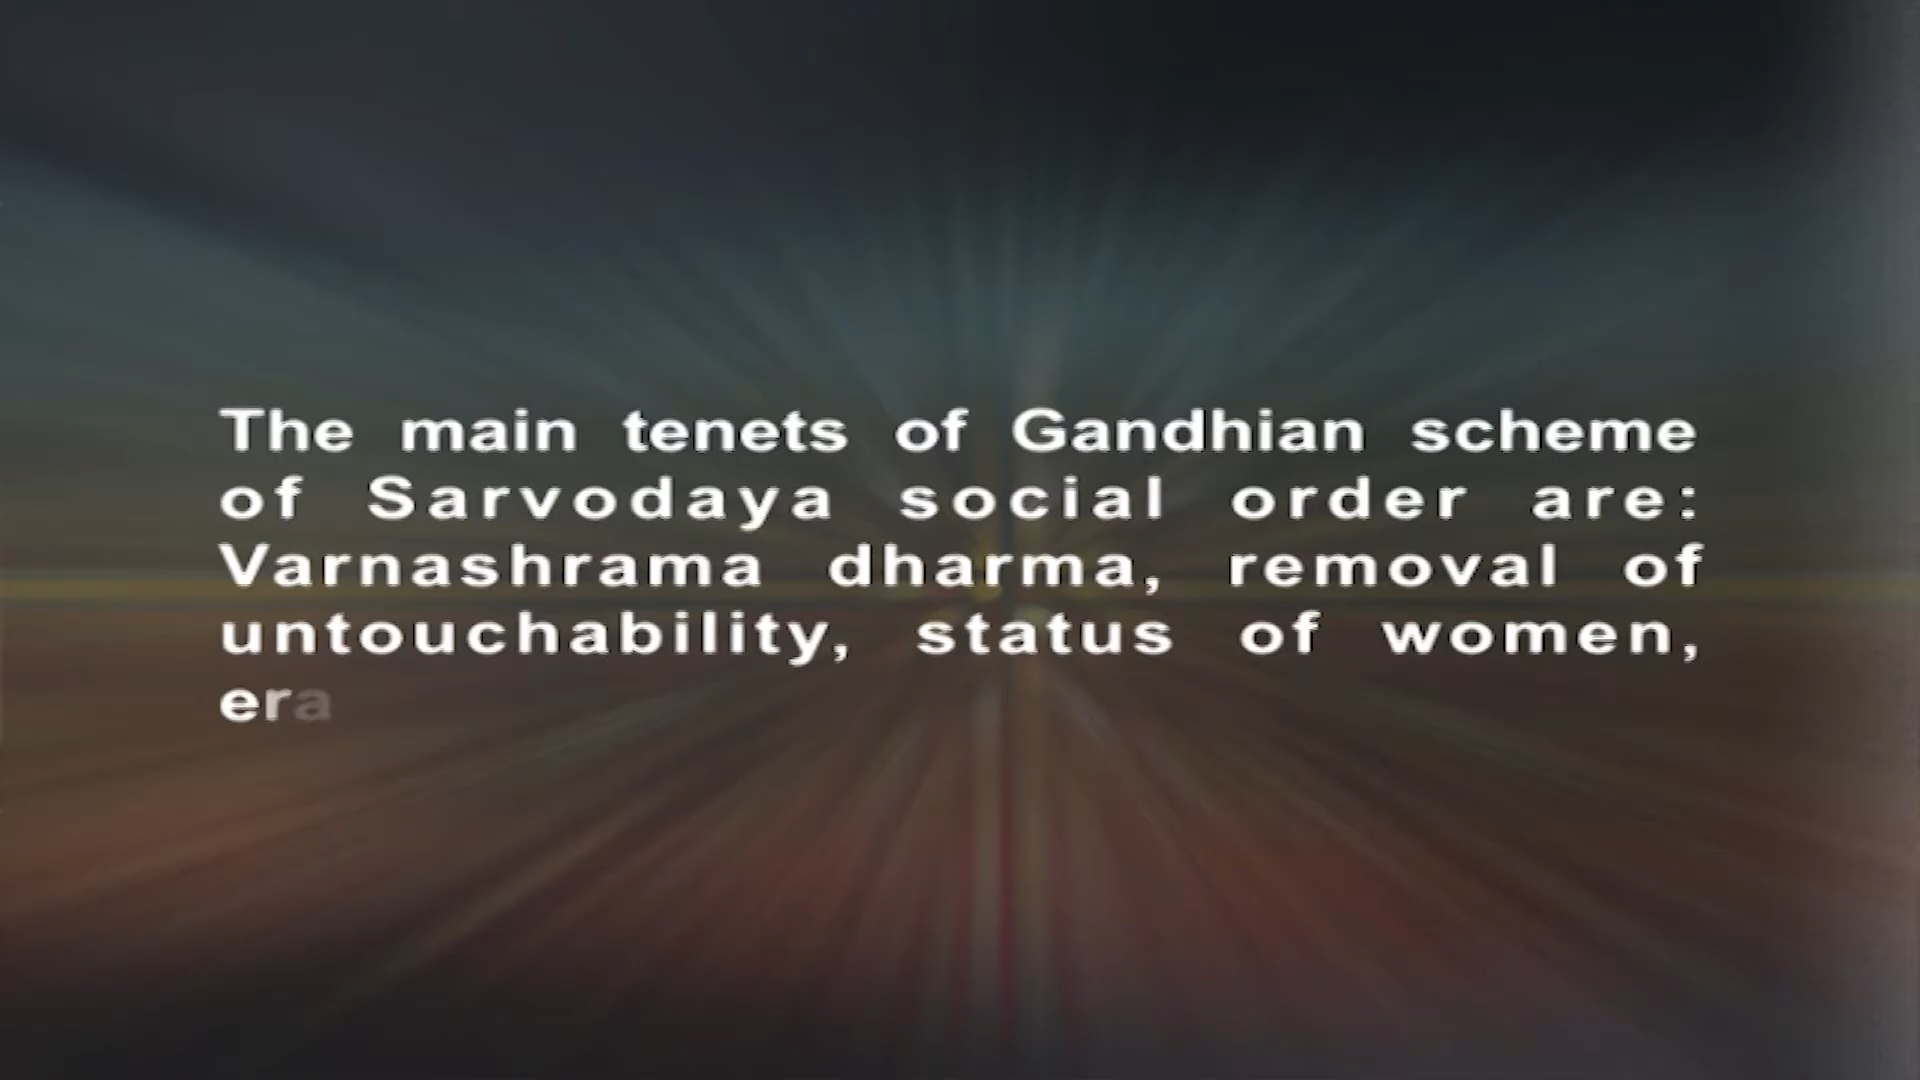 The main tenets of Gandhian scheme
of Sarvodaya social order are:
Varnashrama dharma, removal of
untouchability, status of women,
era